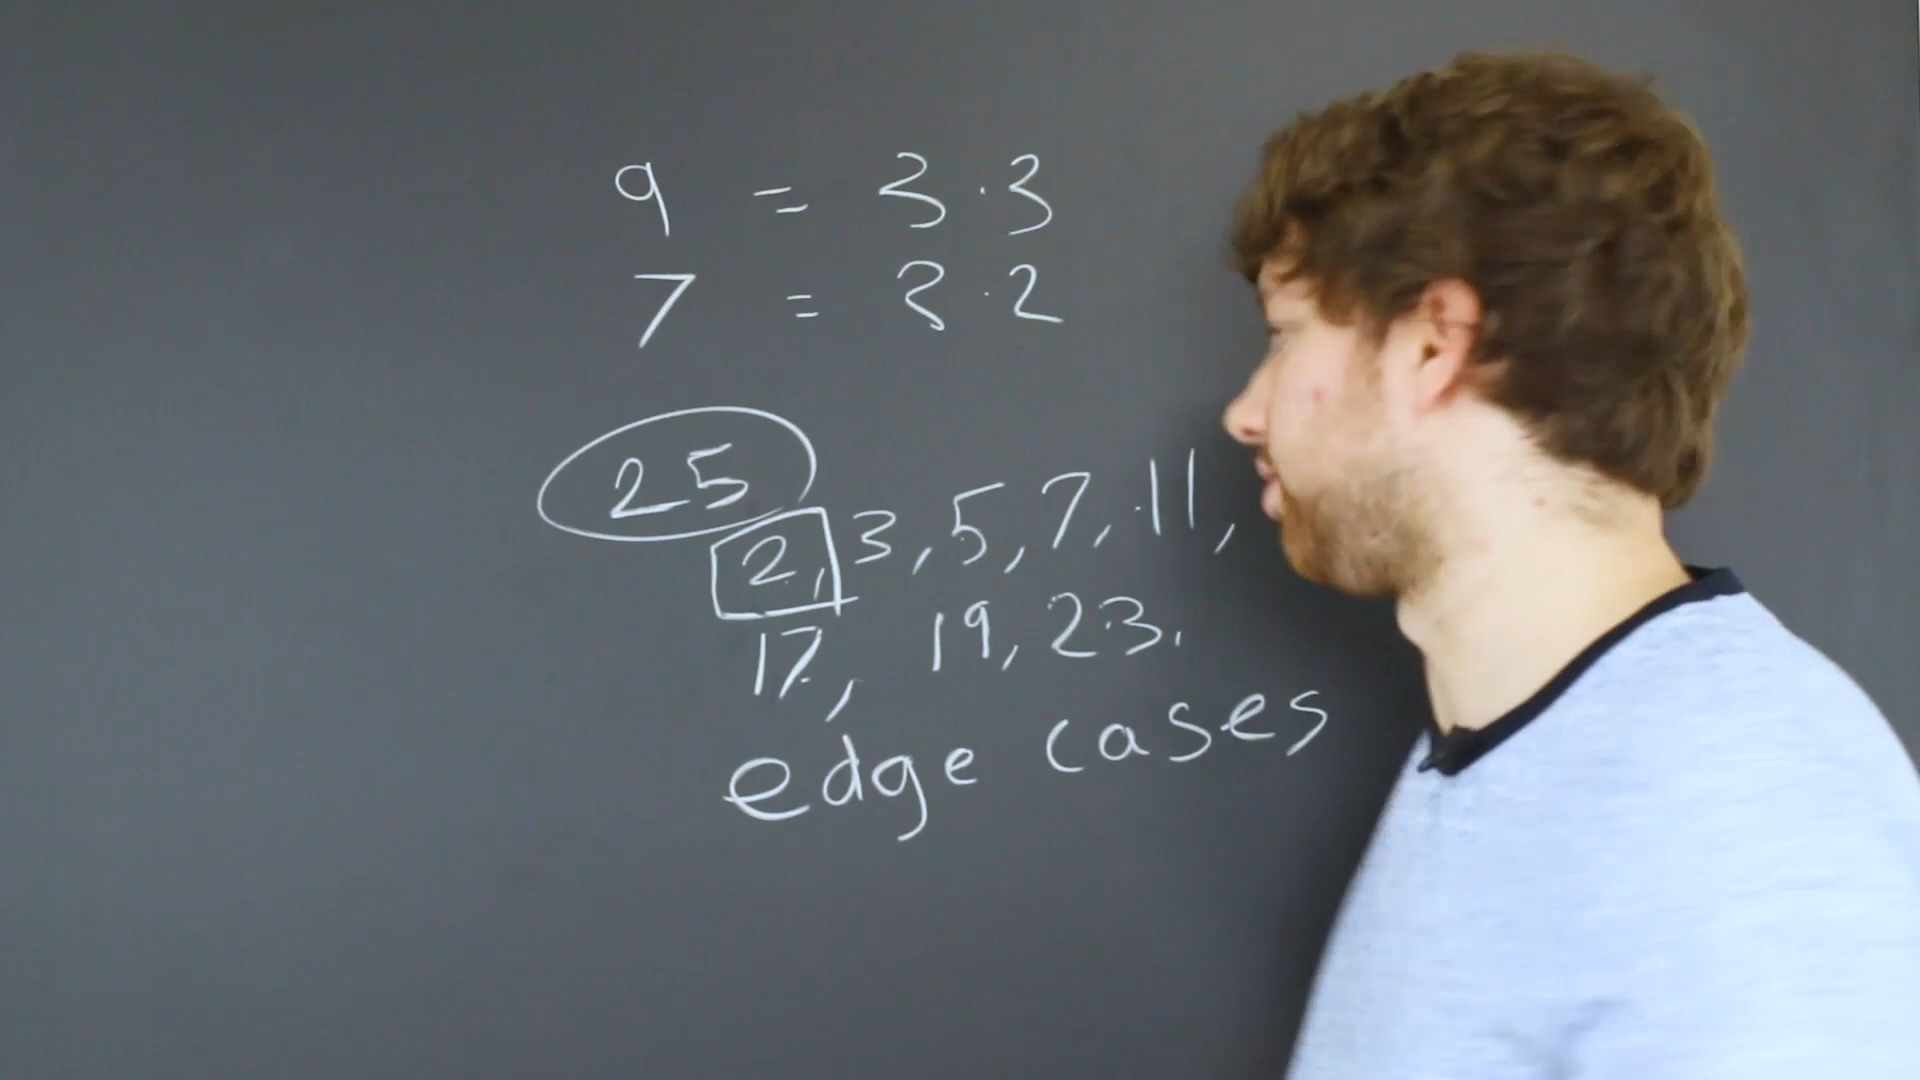 9 = 3.3
7 = 3.2
25
2, 3, 5, 7, 11,
17, 19, 23.
edge cases